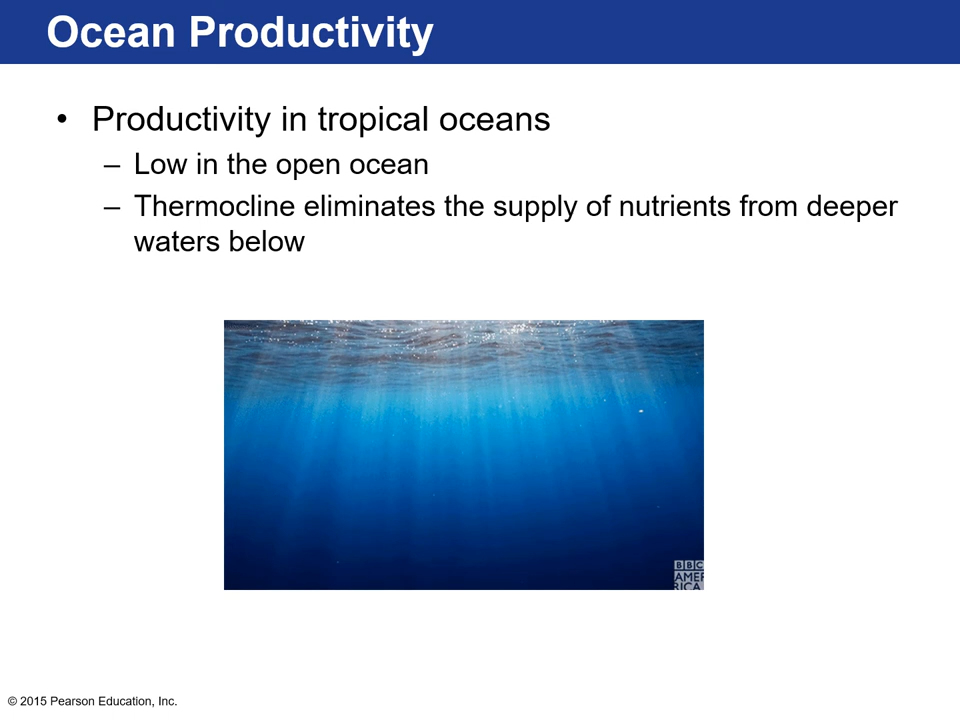 Ocean Productivity
• Productivity in tropical oceans
– Low in the open ocean
– Thermocline eliminates the supply of nutrients from deeper
waters below
BBC
AMER
RICA
© 2015 Pearson Education, Inc.